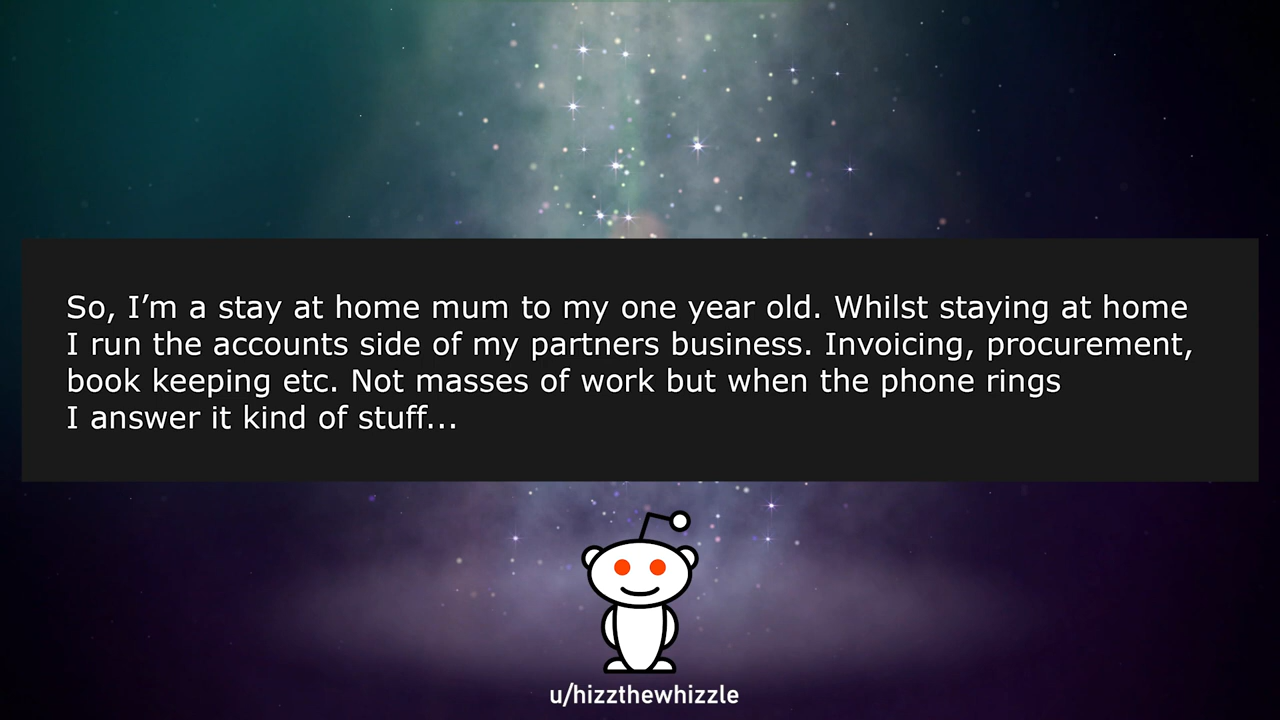 So, I’m a stay at home mum to my one year old. Whilst staying at home
I run the accounts side of my partners business. Invoicing, procurement,
book keeping etc. Not masses of work but when the phone rings
I answer it kind of stuff...
u/hizzthewhizzle